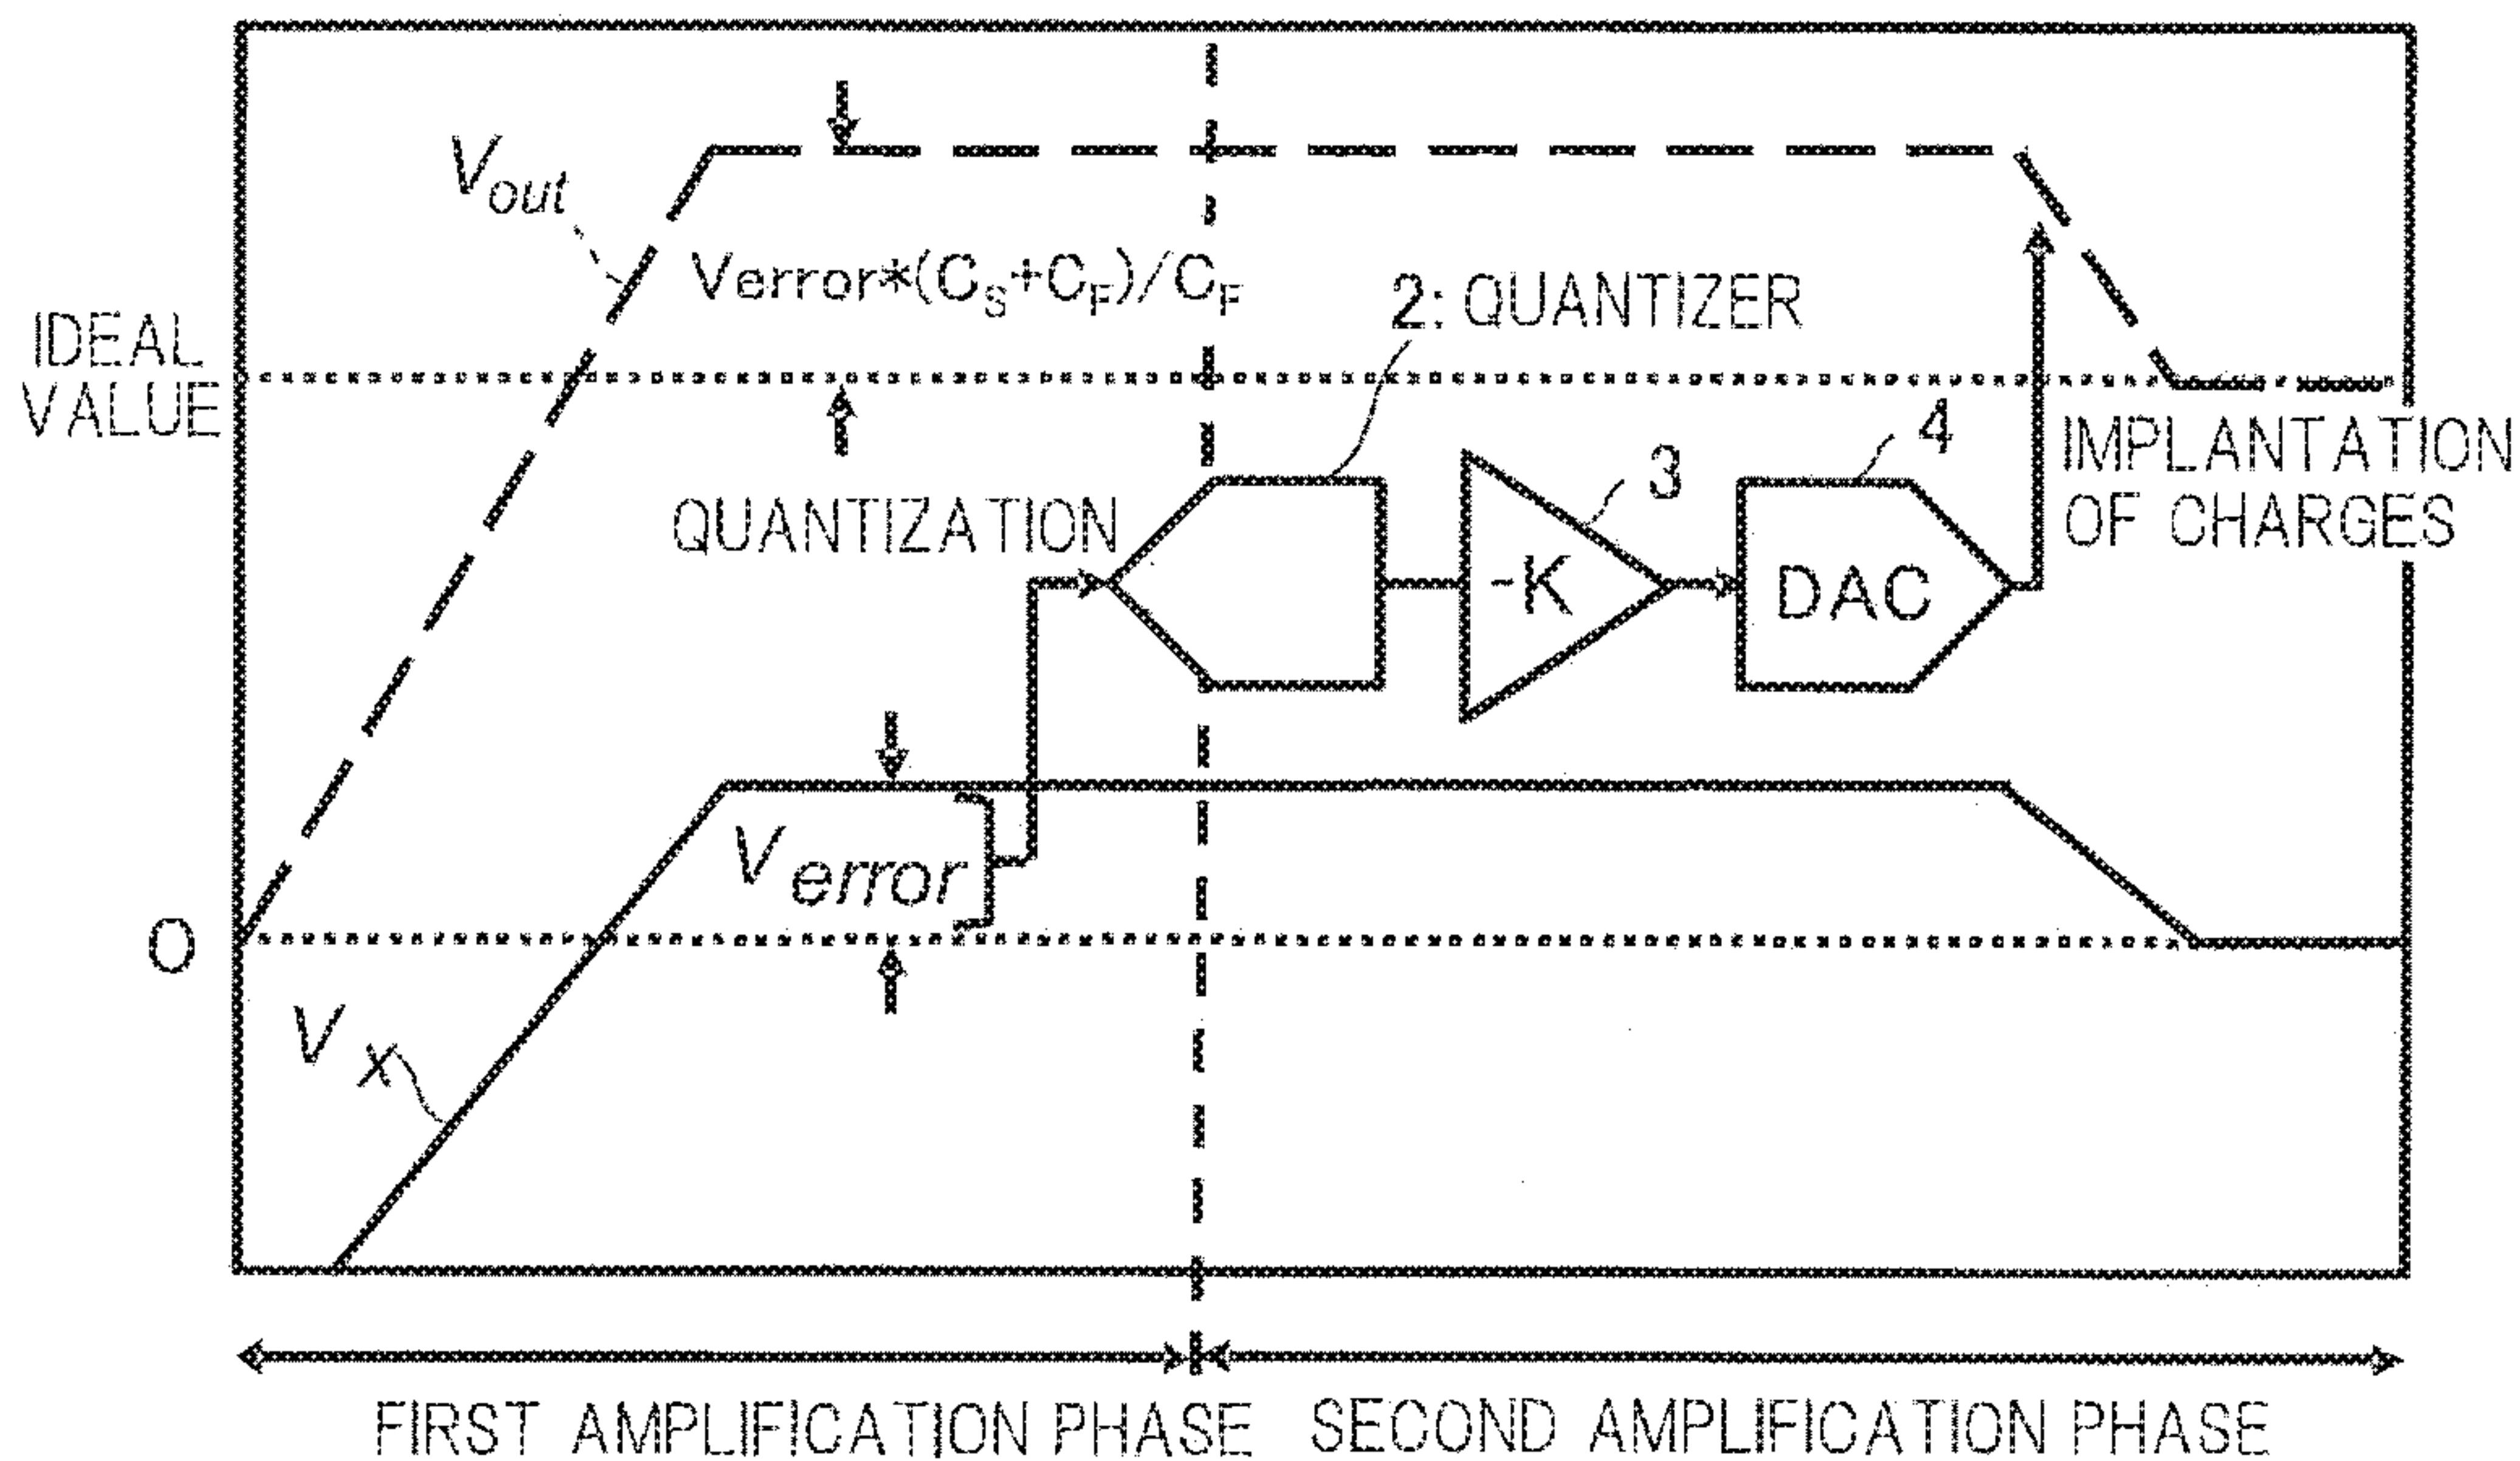 Vout
Verror*(CS+CF)/CF
2: QUANTIZER
IDEAL
VALUE
4
IMPLANTATION
OF CHARGES
3
QUANTIZATION
-K
DAC
Verror
0
Vx
FIRST AMPLIFICATION PHASE
SECOND AMPLIFICATION PHASE